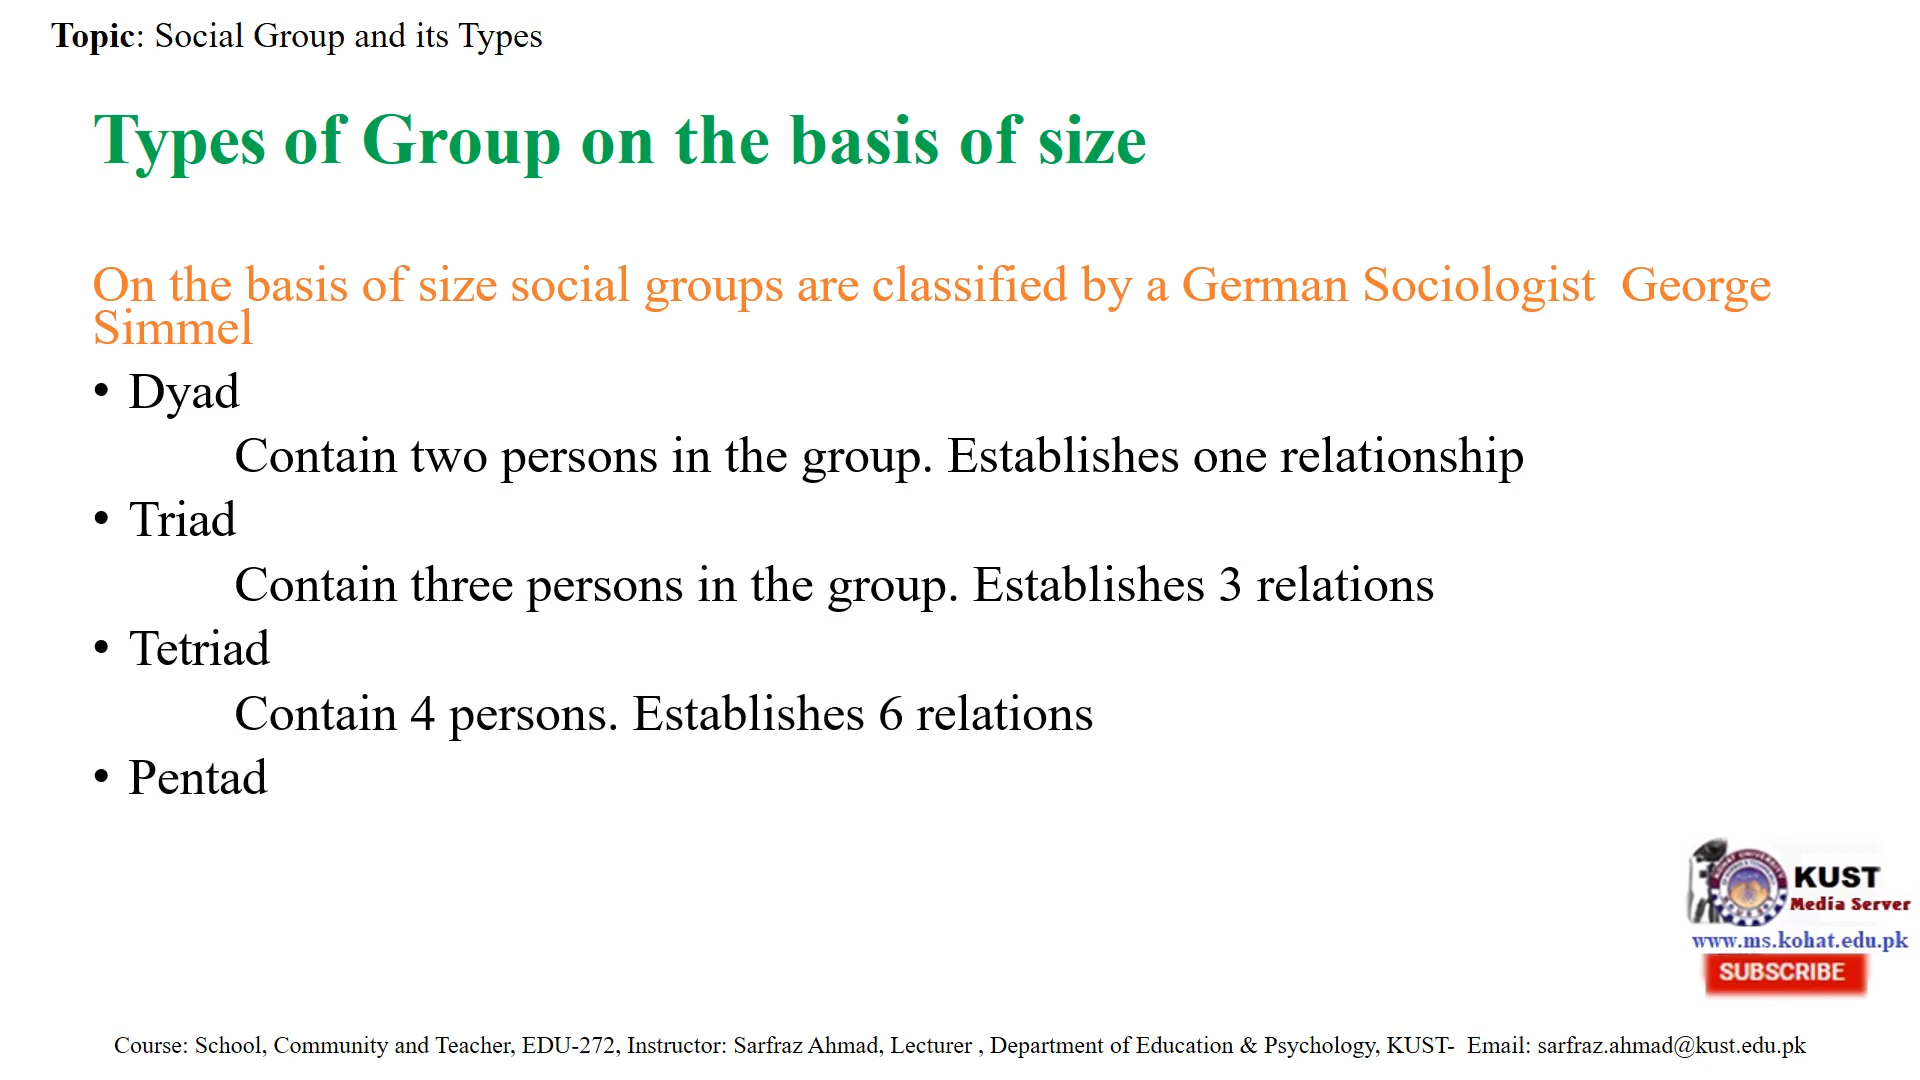 Topic: Social Group and its Types
Types of Group on the basis of size
On the basis of size social groups are classified by a German Sociologist  George
Simmel
• Dyad
Contain two persons in the group. Establishes one relationship
• Triad
Contain three persons in the group. Establishes 3 relations
• Tetriad
Contain 4 persons. Establishes 6 relations
• Pentad
KUST
Media Server
www.ms.kohat.edu.pk
SUBSCRIBE
Course: School, Community and Teacher, EDU-272, Instructor: Sarfraz Ahmad, Lecturer , Department of Education & Psychology, KUST-  Email: sarfraz.ahmad@kust.edu.pk